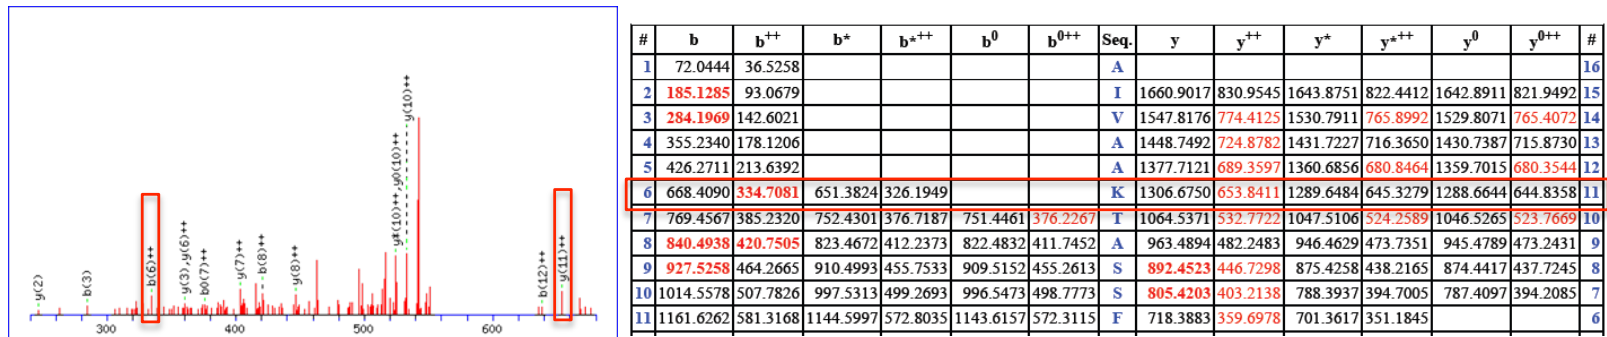 y(2)
b(3)
b(6)++
y(3),y(6)++
b0(7)++
y(7)++
b(8)++
y(8)++
y*(10)++,y0(10)++
y(10)++
b(12)++
y(11)++
300 400 500 600
# b b++ b* b*++ b0 b0++ Seq. y y++ y* y*++ y0 y0++ #
1 72.0444 36.5258 A 16
2 185.1285 93.0679 I 1660.9017 830.9545 1643.8751 822.4412 1642.8911 821.9492 15
3 284.1969 142.6021 V 1547.8176 774.4125 1530.7911 765.8992 1529.8071 765.4072 14
4 355.2340 178.1206 A 1448.7492 724.8782 1431.7227 716.3650 1430.7387 715.8730 13
5 426.2711 213.6392 A 1377.7121 689.3597 1360.6856 680.8464 1359.7015 680.3544 12
6 668.4090 334.7081 651.3824 326.1949 K 1306.6750 653.8411 1289.6484 645.3279 1288.6644 644.8358 11
7 769.4567 385.2320 752.4301 376.7187 751.4461 376.2267 T 1064.5371 532.7722 1047.5106 524.2589 1046.5265 523.7669 10
8 840.4938 420.7505 823.4672 412.2373 822.4832 411.7452 A 963.4894 482.2483 946.4629 473.7351 945.4789 473.2431 9
9 927.5258 464.2665 910.4993 455.7533 909.5152 455.2613 S 892.4523 446.7298 875.4258 438.2165 874.4417 437.7245 8
10 1014.5578 507.7826 997.5313 499.2693 996.5473 498.7773 S 805.4203 403.2138 788.3937 394.7005 787.4097 394.2085 7
11 1161.6262 581.3168 1144.5997 572.8035 1143.6157 572.3115 F 718.3883 359.6978 701.3617 351.1845 6